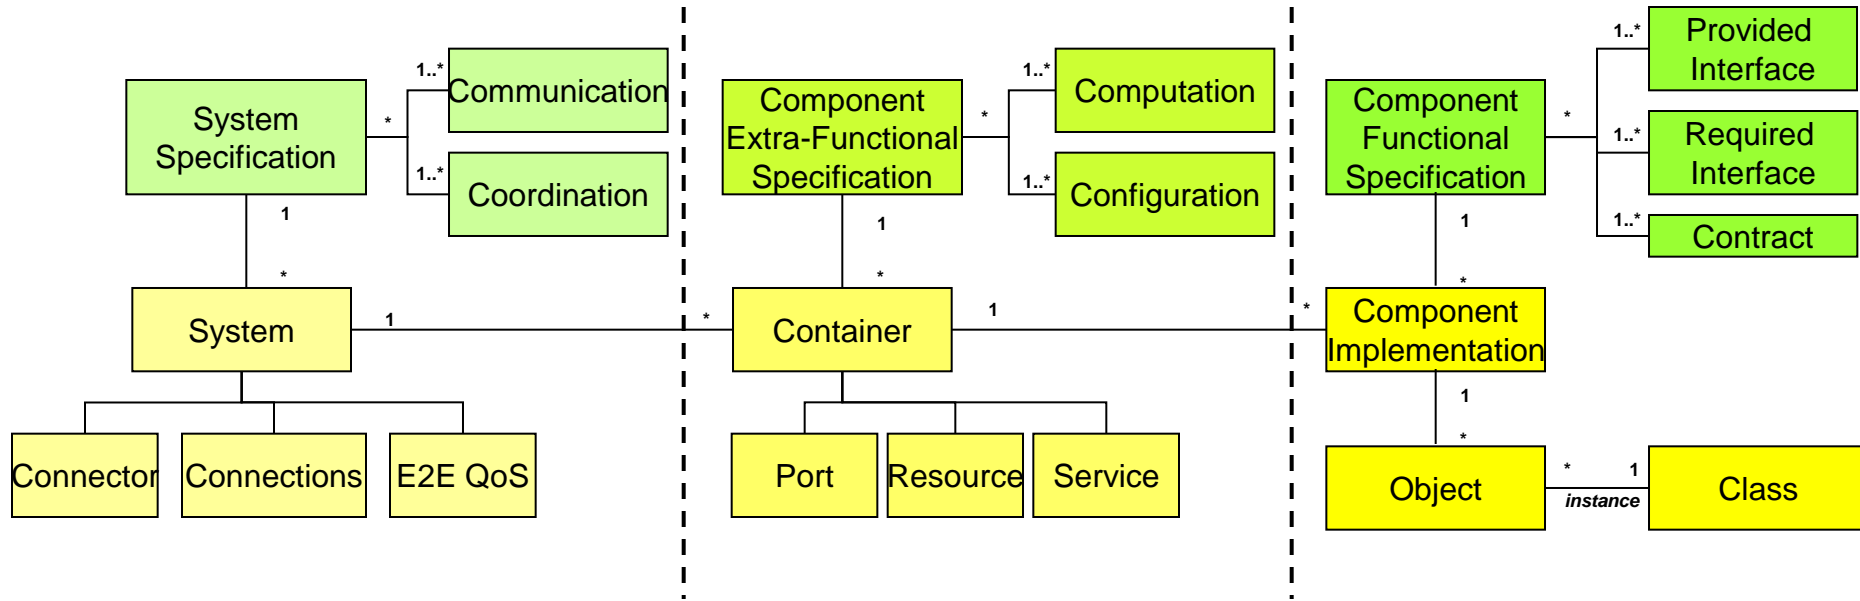 System
Specification
*
1..*
Communication
1..*
Coordination
1
*
System
1
*
Connector
Connections
E2E QoS
Component
Extra-Functional
Specification
*
1..*
Computation
1..*
Configuration
1
*
Container
1
*
Port
Resource
Service
Component
Functional
Specification
*
1..*
Provided
Interface
1..*
Required
Interface
1..*
Contract
1
*
Component
Implementation
1
*
Object
*
1
instance
Class